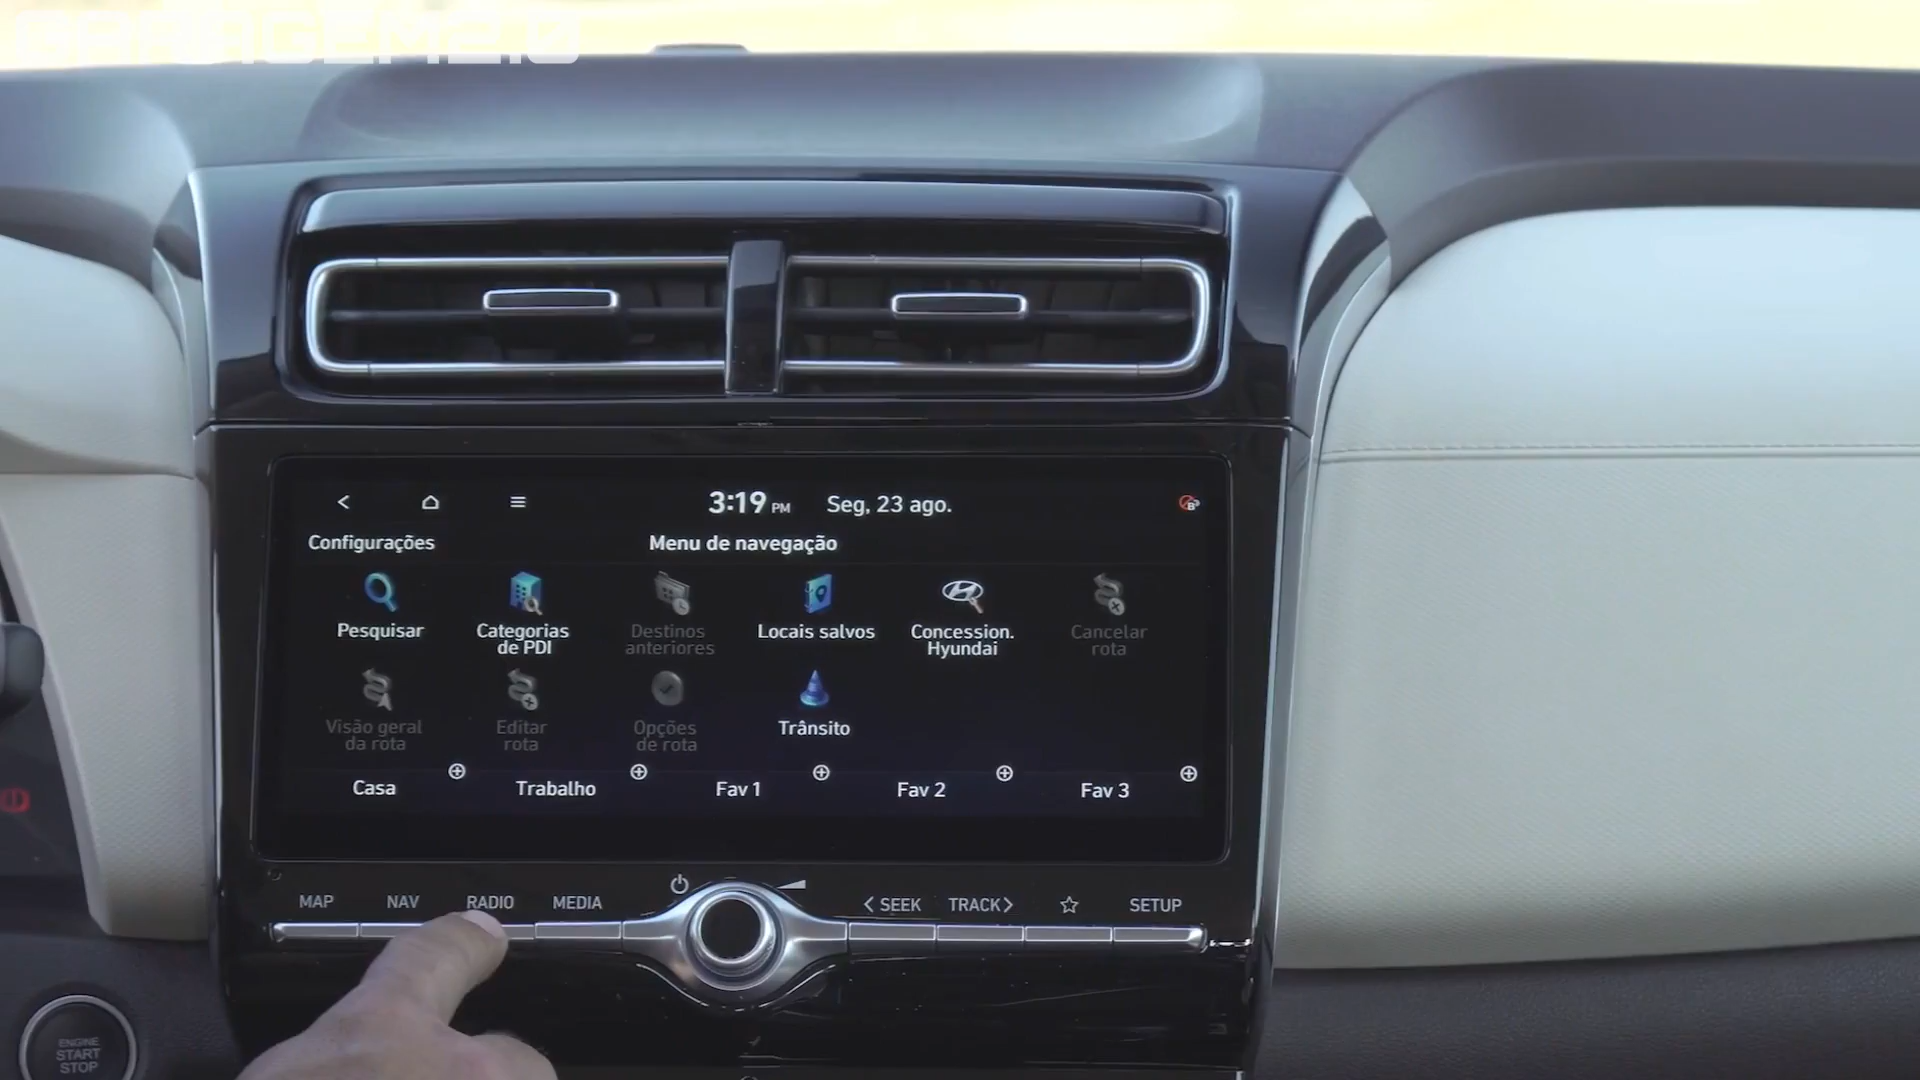 GARAGEM2.0
3:19 PM Seg, 23 ago.
Configurações
Menu de navegação
Pesquisar
Categorias
de PDI
Destinos
anteriores
Locais salvos
Concession.
Hyundai
Cancelar
rota
Visão geral
da rota
Editar
rota
Opções
de rota
Trânsito
Casa
Trabalho
Fav 1
Fav 2
Fav 3
MAP NAV RADIO MEDIA < SEEK TRACK > SETUP
ENGINE
START
STOP